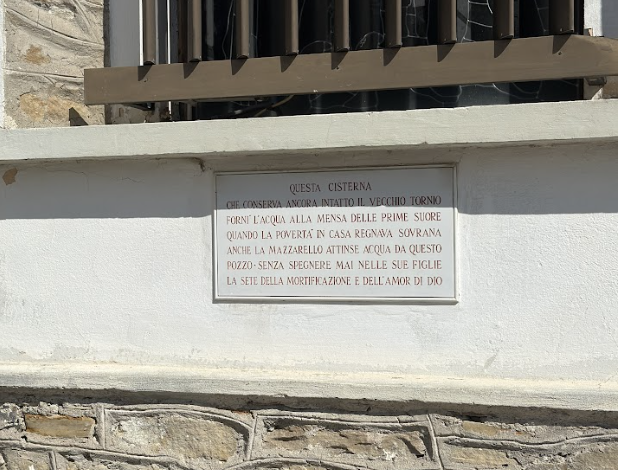 QUESTA CISTERNA
CHE CONSERVA ANCORA INTATTO IL VECCHIO TORNIO
FORNI' L'ACQUA ALLA MENSA DELLE PRIME SUORE
QUANDO LA POVERTA' IN CASA REGNAVA SOVRANA
ANCHE LA MAZZARELLO ATTINSE ACQUA DA QUESTO
POZZO-SENZA SPEGNERE MAI NELLE SUE FIGLIE
LA SETE DELLA MORTIFICAZIONE E DELL'AMOR DI DIO